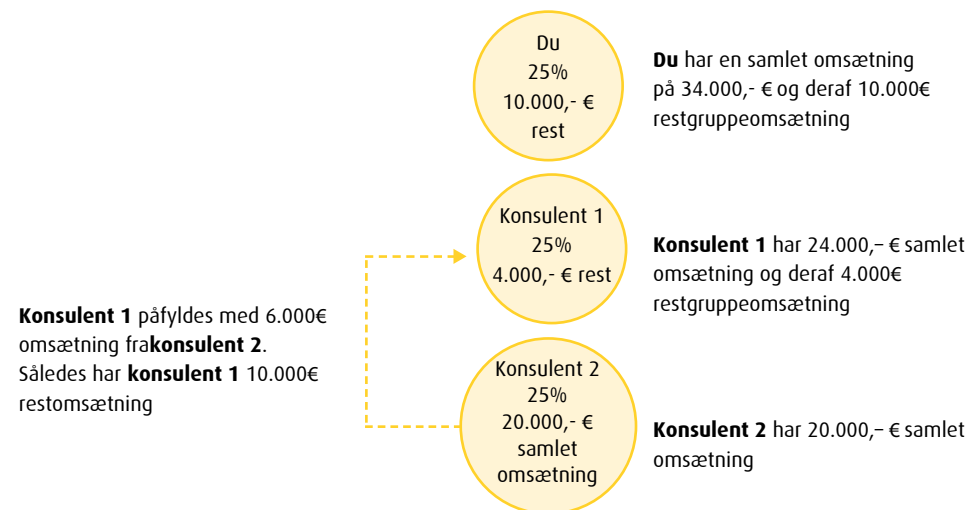 Du
25%
10.000,- €
rest
Du har en samlet omsætning
på 34.000,- € og deraf 10.000€
restgruppeomsætning
Konsulent 1
25%
4.000,- € rest
Konsulent 1 har 24.000,– € samlet
omsætning og deraf 4.000€
restgruppeomsætning
Konsulent 1 påfyldes med 6.000€
omsætning frakonsulent 2.
Således har konsulent 1 10.000€
restomsætning
Konsulent 2
25%
20.000,- €
samlet
omsætning
Konsulent 2 har 20.000,– € samlet
omsætning